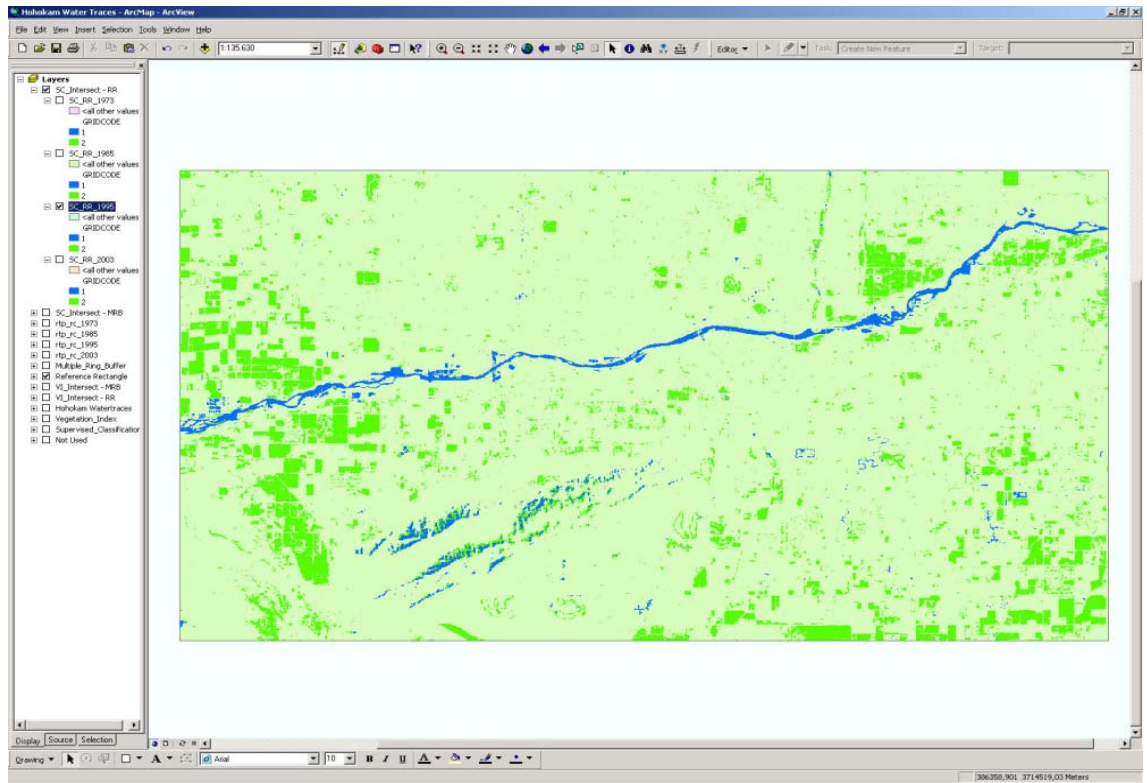 Hohokam Water Traces - ArcMap - ArcView
File Edit View Insert Selection Tools Window Help
1:135.630
Editor
Task: Create New Feature
Target:
Layers
SC_Intersect - RR
SC_RR_1973
<all other values
GRIDCODE
1
2
SC_RR_1985
<all other values
GRIDCODE
1
2
SC_RR_1995
<all other values
GRIDCODE
1
2
SC_RR_2003
<all other values
GRIDCODE
1
2
SC_Intersect - MRB
rtp_rc_1973
rtp_rc_1985
rtp_rc_1995
rtp_rc_2003
Multiple_Ring_Buffer
Reference Rectangle
VI_Intersect - MRB
VI_Intersect - RR
Hohokam Watertraces
Vegetation_Index
Supervised_Classification
Not Used
Display Source Selection
Drawing A Arial 10 B I U A
386358,901 3714519,03 Meters